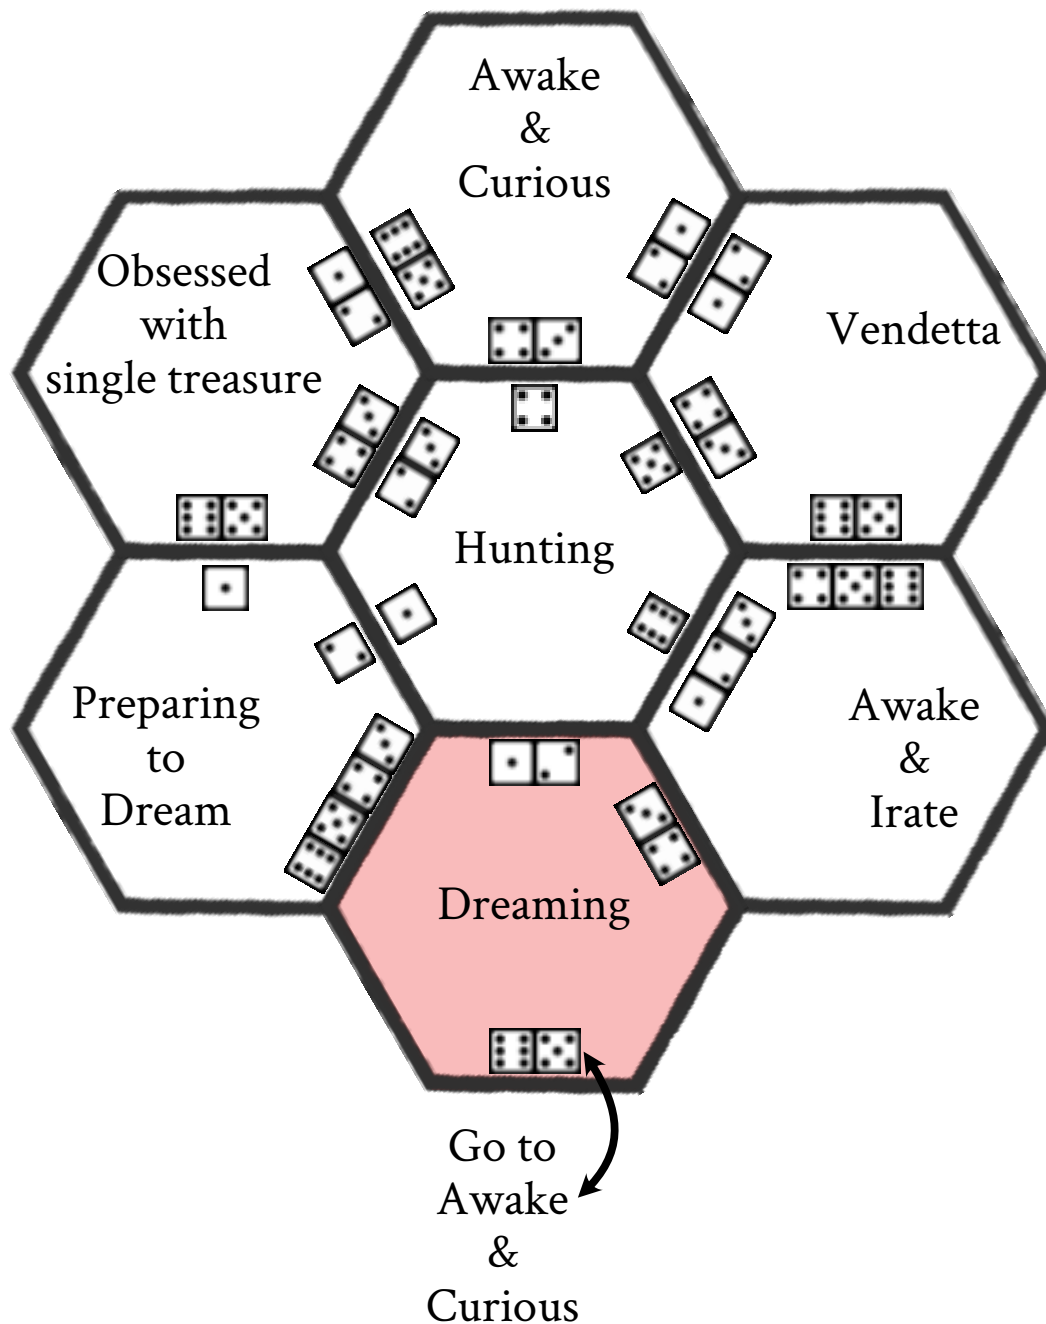 Awake
&
Curious
Obsessed
with
single treasure
Vendetta
Hunting
Preparing
to
Dream
Awake
&
Irate
Dreaming
Go to
Awake
&
Curious